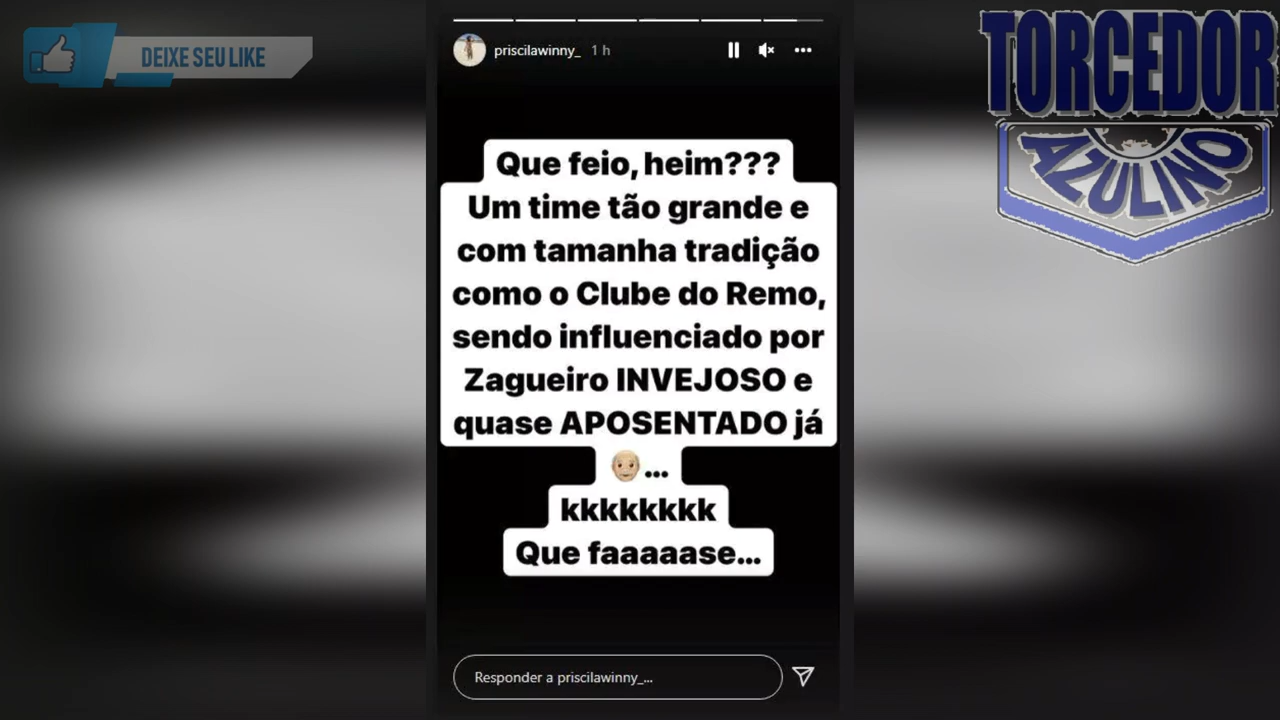 DEIXE SEU LIKE
priscilawinny_ 1 h
TORCEDOR
AZULINO
Que feio, heim???
Um time tão grande e
com tamanha tradição
como o Clube do Remo,
sendo influenciado por
Zagueiro INVEJOSO e
quase APOSENTADO já
👴🏼...
kkkkkkkk
Que faaaaase...
Responder a priscilawinny_...